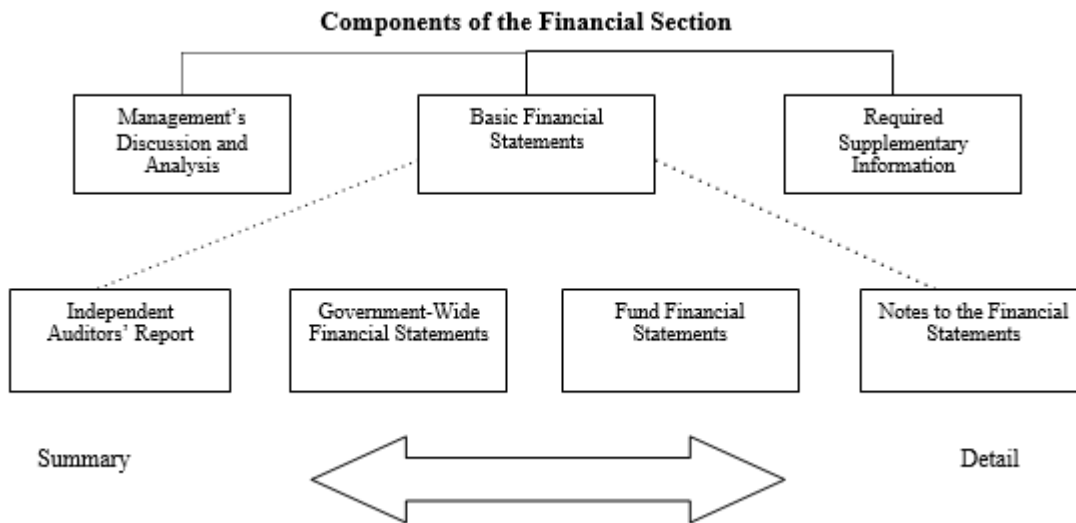 Components of the Financial Section
Management's
Discussion and
Analysis
Basic Financial
Statements
Required
Supplementary
Information
Independent
Auditors' Report
Government-Wide
Financial Statements
Fund Financial
Statements
Notes to the Financial
Statements
Summary
Detail